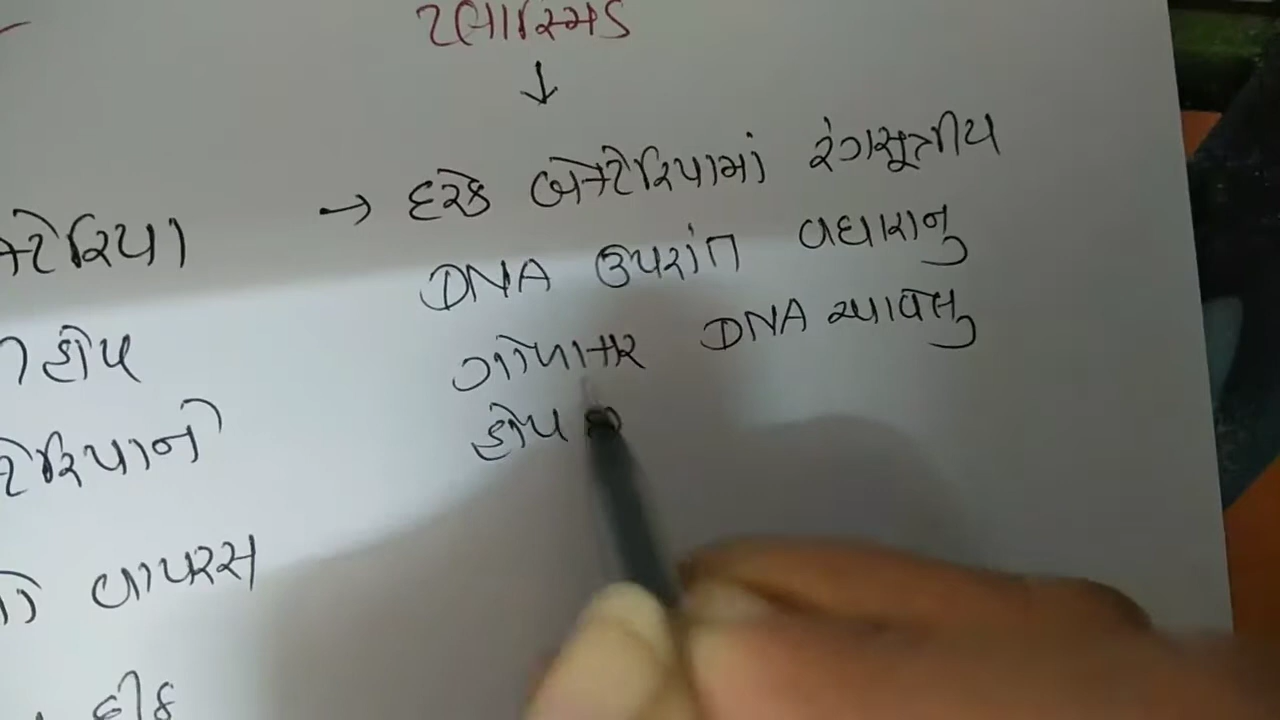 પ્લાઝ્મિડ
↓
→ દરેક બેક્ટેરિયામાં રંગસૂત્રીય
DNA ઉપરાંત વધારાનુ
ગોળાકાર DNA આવેલુ
હોય છ
ક્ટેરિયા
હોય
ટેરિયાનો
વાયરસ